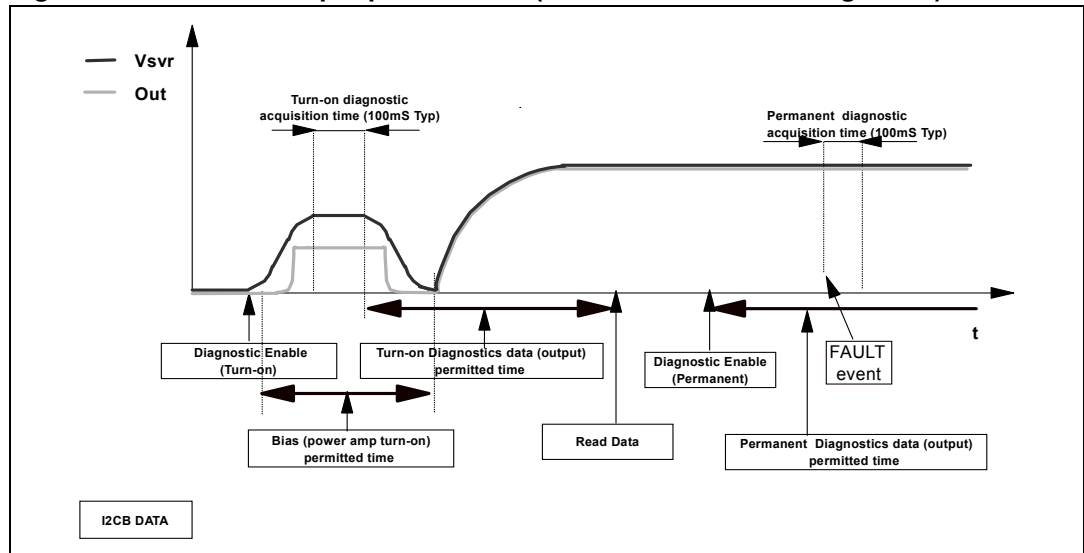 Vsvr
Out
Turn-on diagnostic
acquisition time (100mS Typ)
Permanent diagnostic
acquisition time (100mS Typ)
t
Diagnostic Enable
(Turn-on)
Turn-on Diagnostics data (output)
permitted time
Diagnostic Enable
(Permanent)
FAULT
event
Bias (power amp turn-on)
permitted time
Read Data
Permanent Diagnostics data (output)
permitted time
I2CB DATA